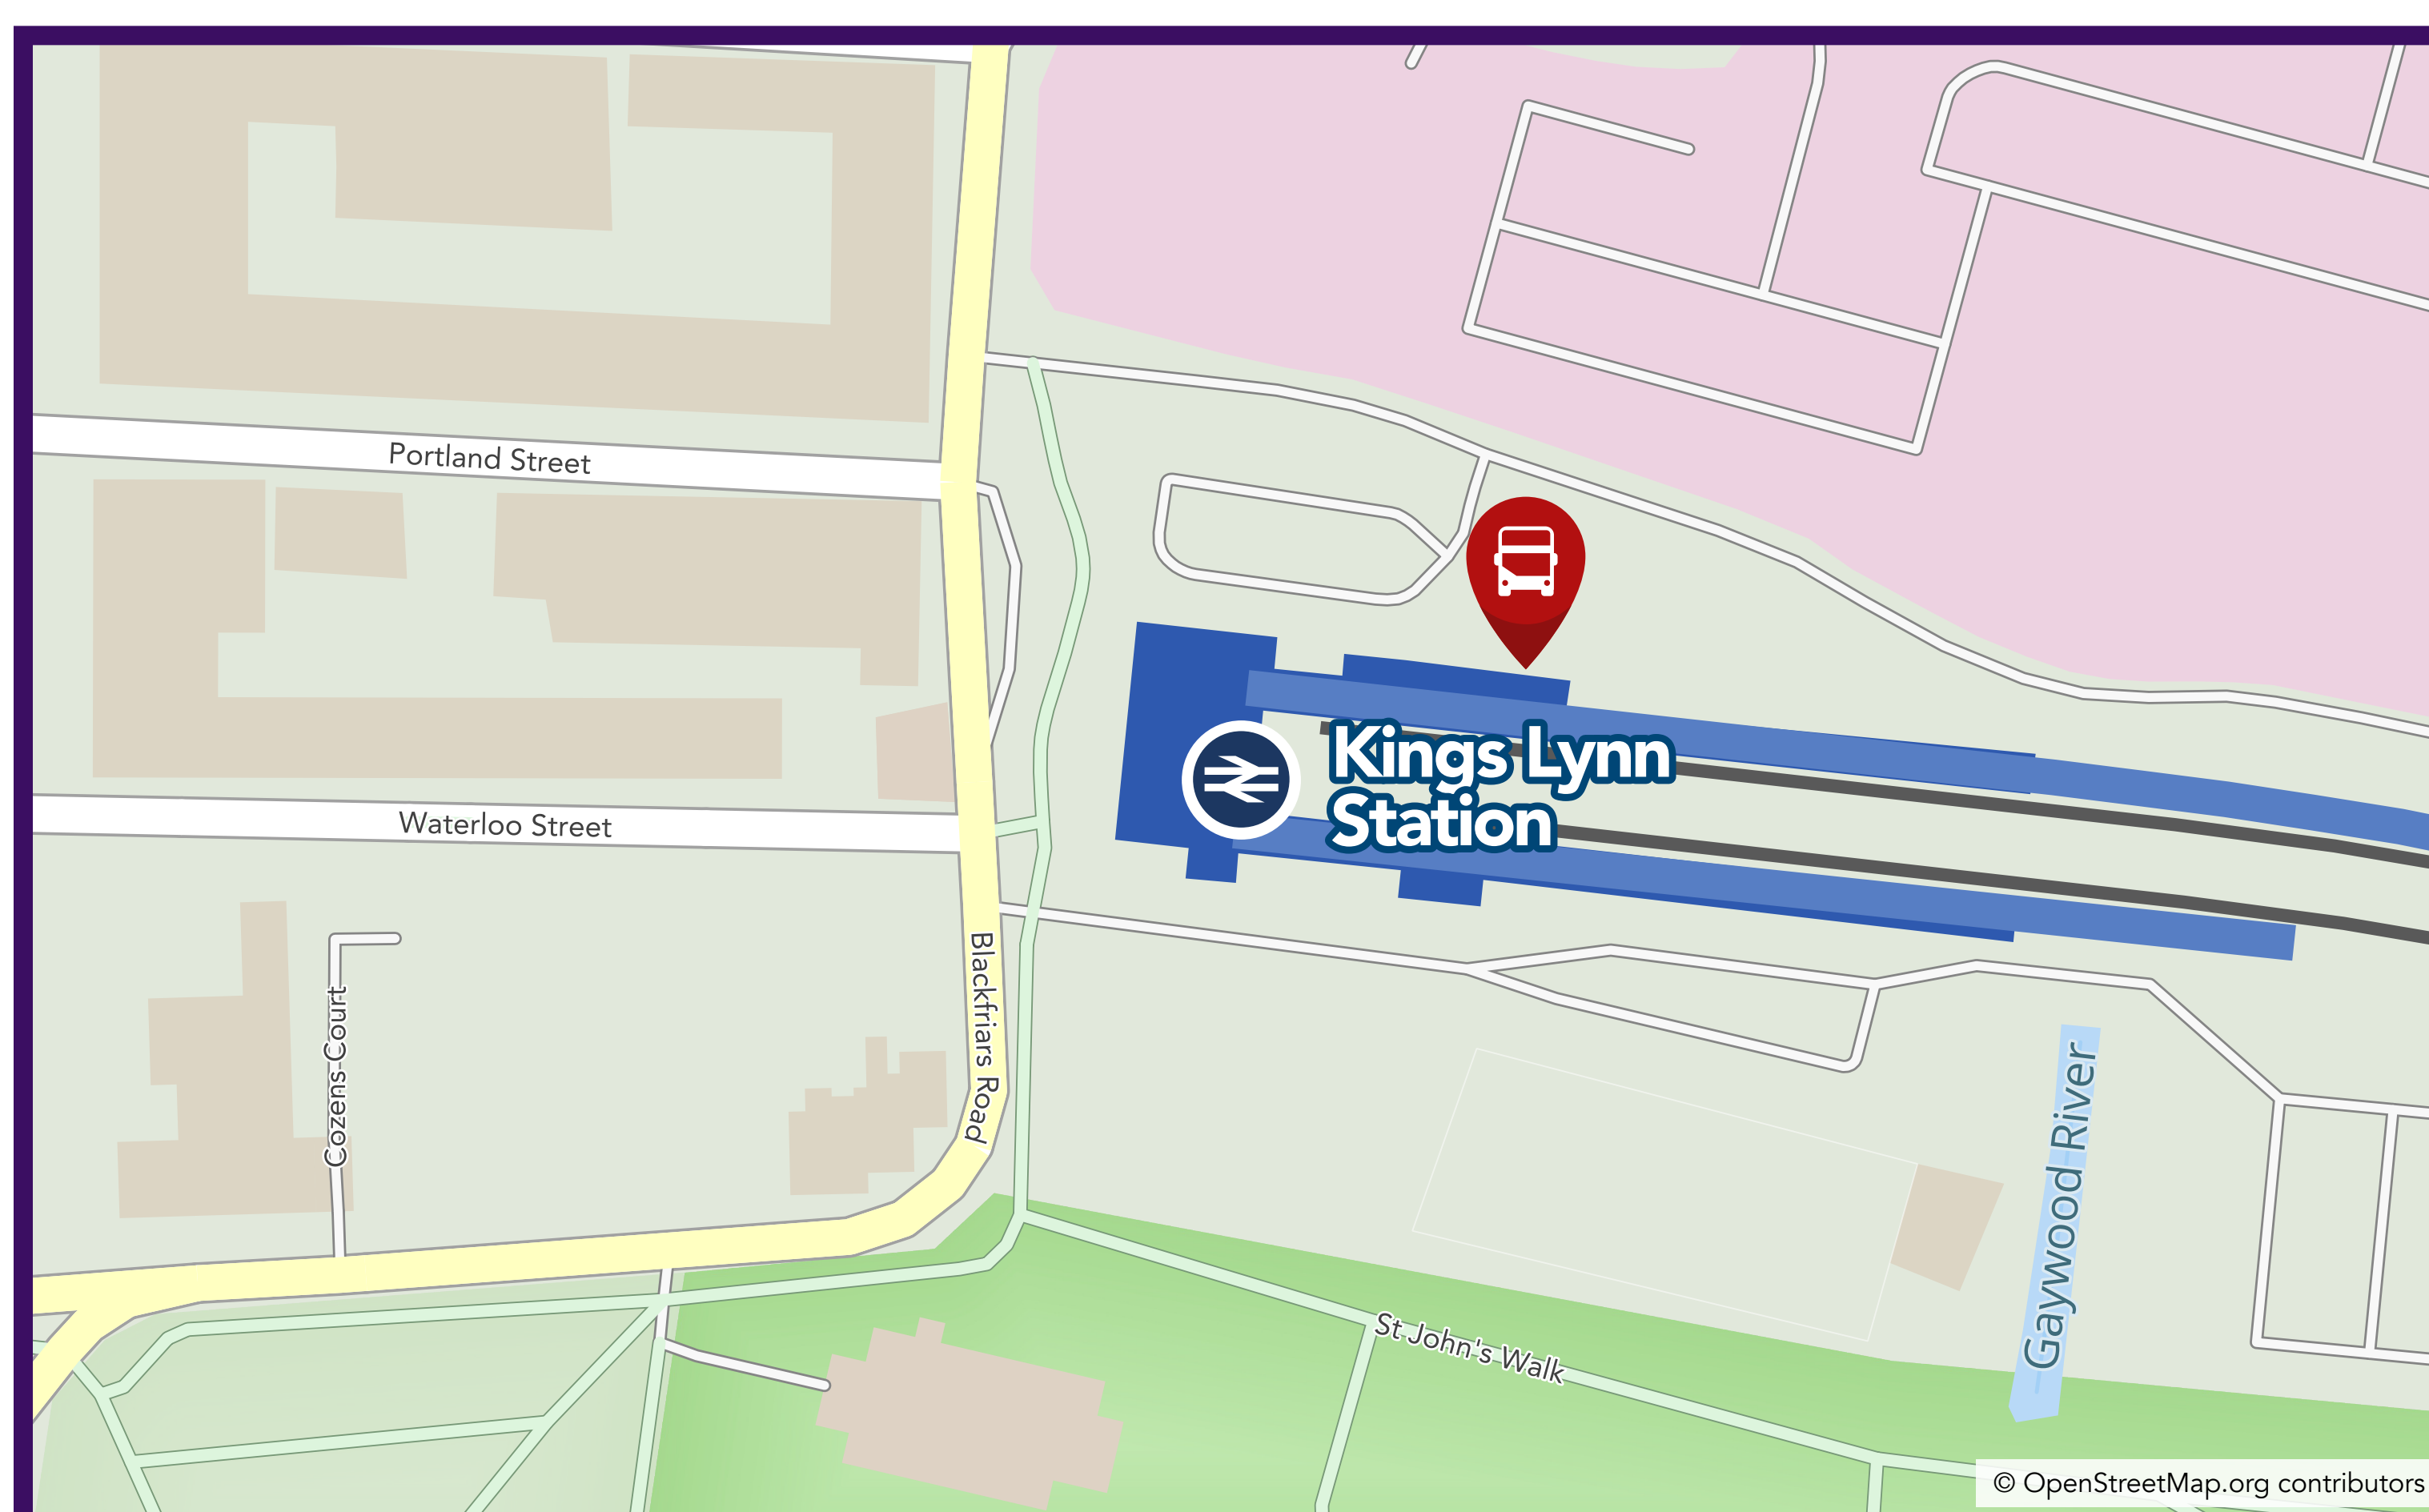 Portland Street
Kings Lynn
Station
Waterloo Street
Blackfriars Road
Cozens Court
Gaywood River
St John's Walk
© OpenStreetMap.org contributors